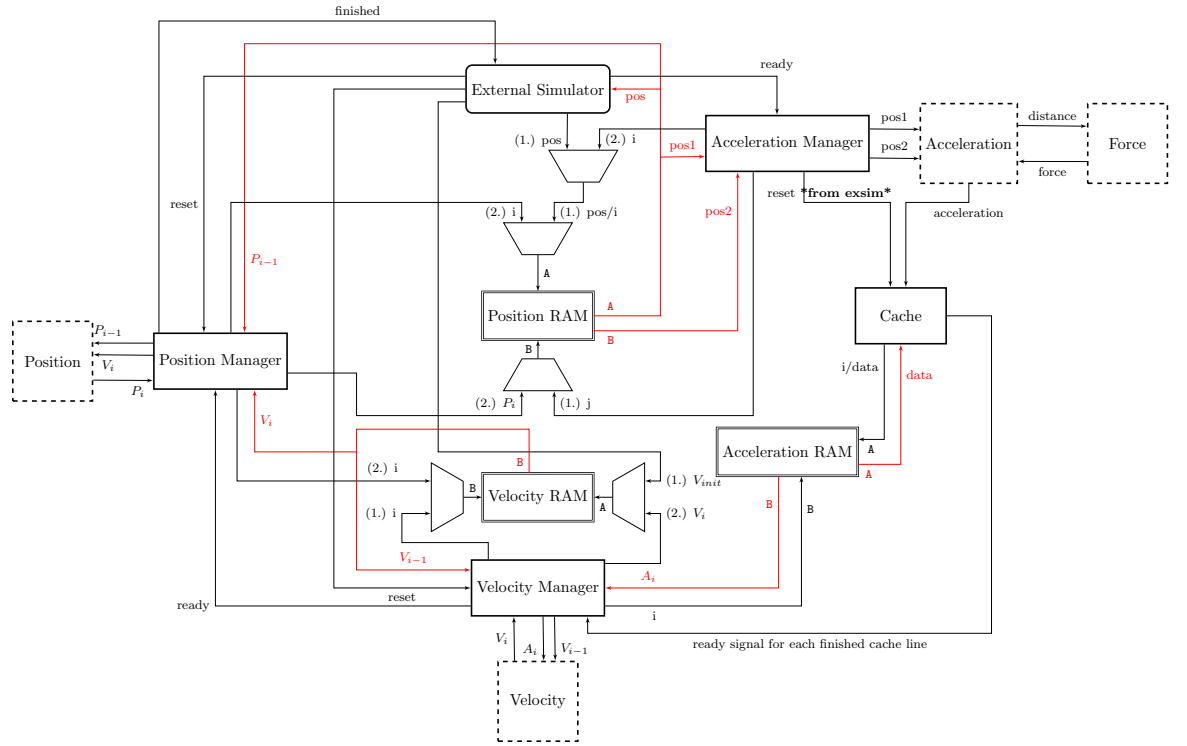 finished
External Simulator
ready
pos
(1.) pos
(2.) i
pos1
Acceleration Manager
pos1
pos2
Acceleration
distance
force
Force
reset
reset *from exsim*
acceleration
(2.) i
(1.) pos/i
pos2
P_{i-1}
A
Position RAM
A
B
B
Cache
Position
P_{i-1}
V_i
P_i
Position Manager
i/data
data
(2.) P_i
(1.) j
V_i
Acceleration RAM
A
A
B
B
B
(2.) i
(1.) i
B
Velocity RAM
A
(1.) V_{init}
(2.) V_i
V_{i-1}
Velocity Manager
A_i
ready
reset
i
ready signal for each finished cache line
V_i
A_i
V_{i-1}
Velocity